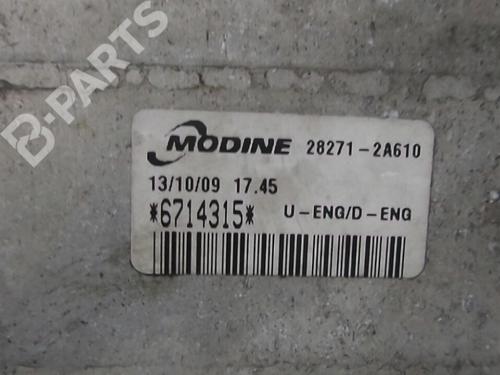 B-PARTS
MODINE 28271-2A610
13/10/09 17.45
*6714315* U-ENG/D-ENG